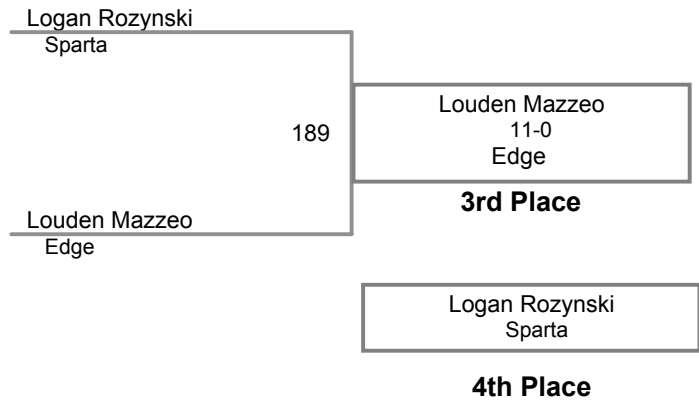 Logan Rozynski
Sparta
189
Louden Mazzeo
11-0
Edge
3rd Place
Louden Mazzeo
Edge
Logan Rozynski
Sparta
4th Place